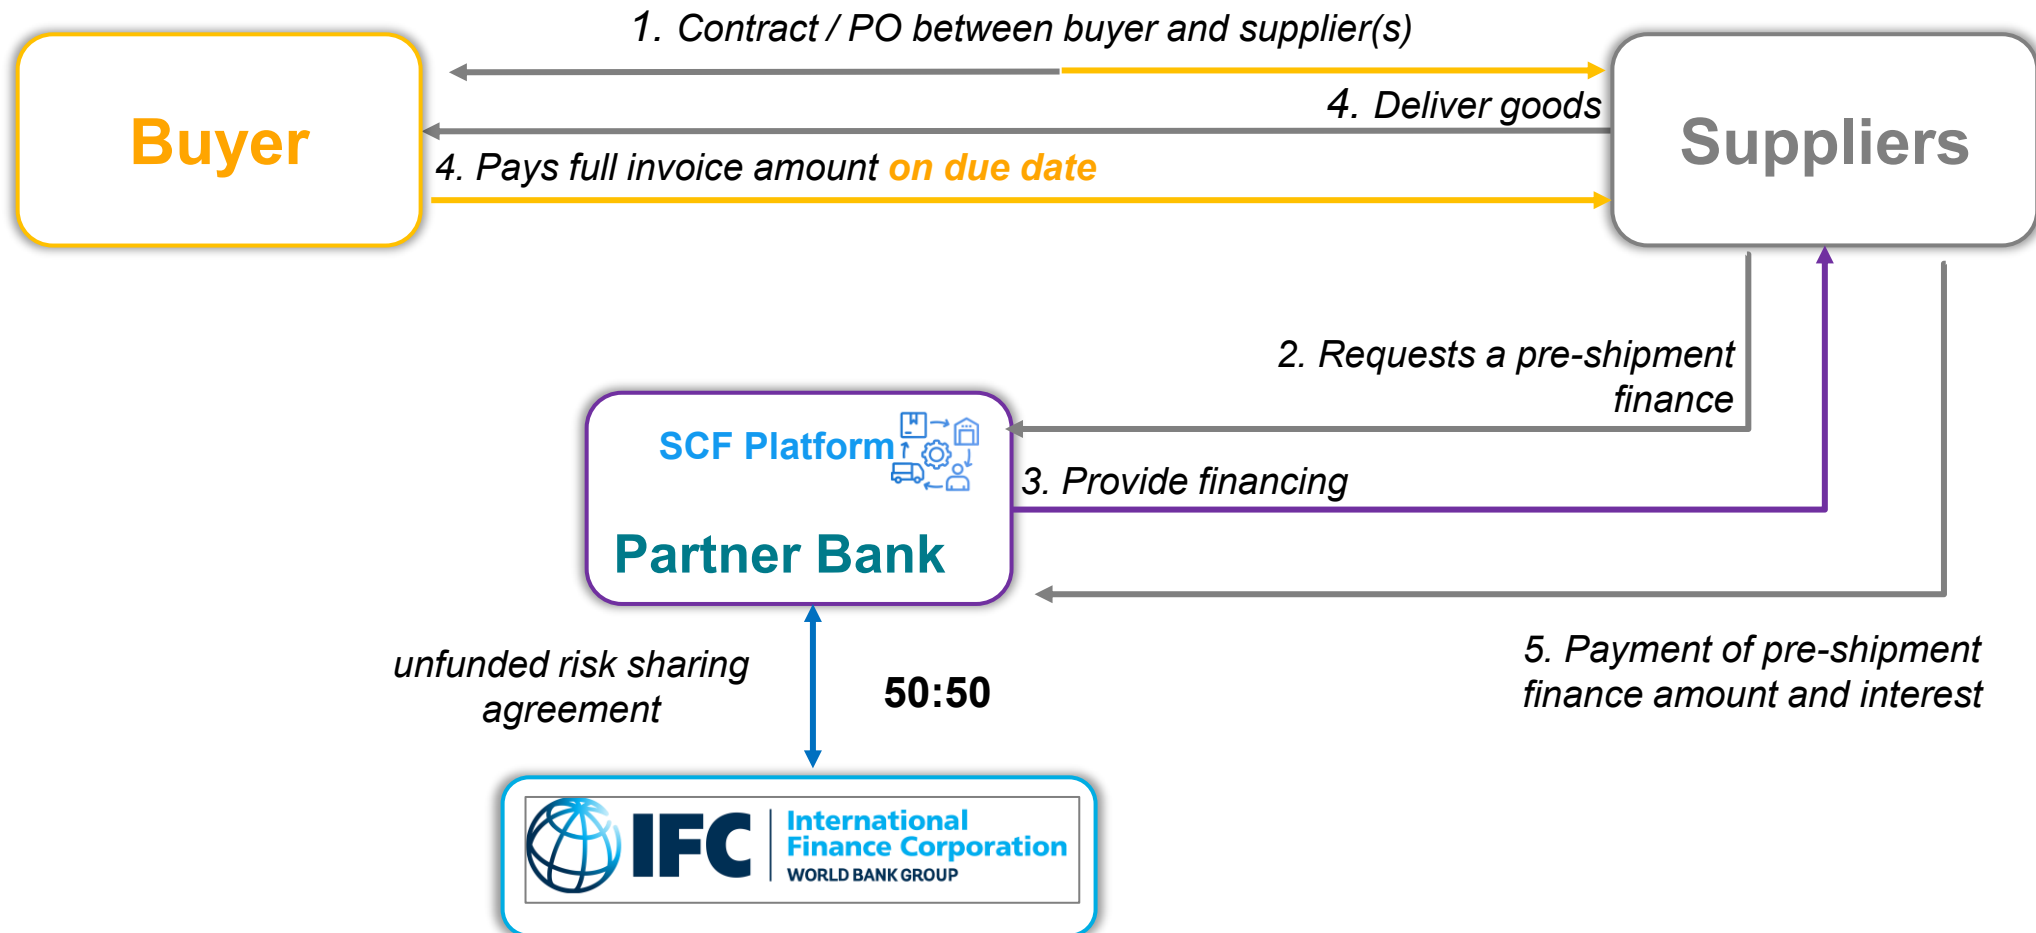 1. Contract / PO between buyer and supplier(s)
Buyer
4. Deliver goods
Suppliers
4. Pays full invoice amount on due date
2. Requests a pre-shipment
finance
SCF Platform
3. Provide financing
Partner Bank
unfunded risk sharing
agreement
50:50
5. Payment of pre-shipment
finance amount and interest
IFC
International
Finance Corporation
WORLD BANK GROUP